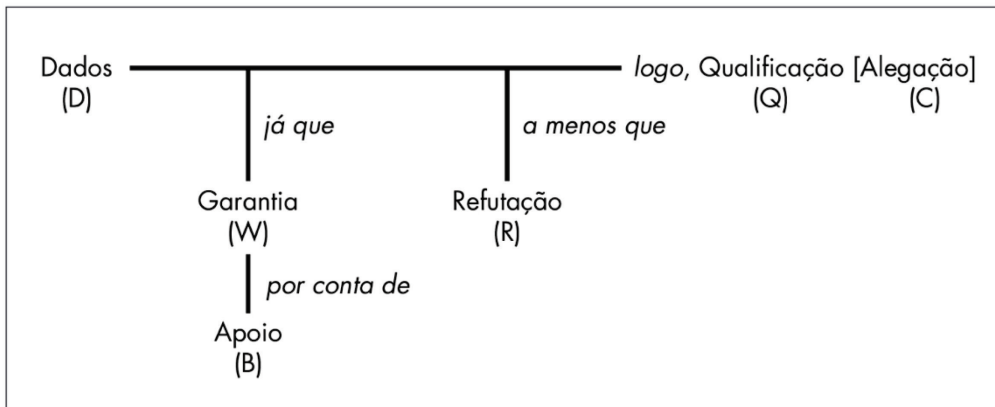 Dados logo, Qualificação [Alegação]
(D) (Q) (C)
já que a menos que
Garantia Refutação
(W) (R)
por conta de
Apoio
(B)